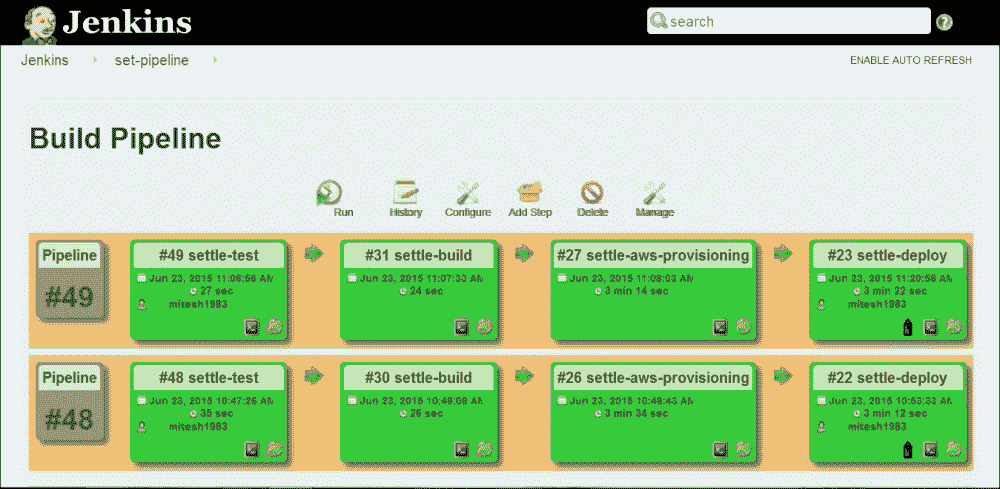 Jenkins
search
Jenkins
set-pipeline
ENABLE AUTO REFRESH
Build Pipeline
Run
History
Configure
Add Step
Delete
Manage
Pipeline
#49
#49 settle-test
Jun 23, 2015 11:06:56 AM
27 sec
mitesh1983
#31 settle-build
Jun 23, 2015 11:07:33 AM
24 sec
#27 settle-aws-provisioning
Jun 23, 2015 11:08:03 AM
3 min 14 sec
#23 settle-deploy
Jun 23, 2015 11:20:58 AM
3 min 22 sec
mitesh1983
Pipeline
#48
#48 settle-test
Jun 23, 2015 10:47:26 AM
35 sec
mitesh1983
#30 settle-build
Jun 23, 2015 10:48:08 AM
26 sec
#26 settle-aws-provisioning
Jun 23, 2015 10:48:43 AM
3 min 34 sec
#22 settle-deploy
Jun 23, 2015 10:53:33 AM
3 min 12 sec
mitesh1983